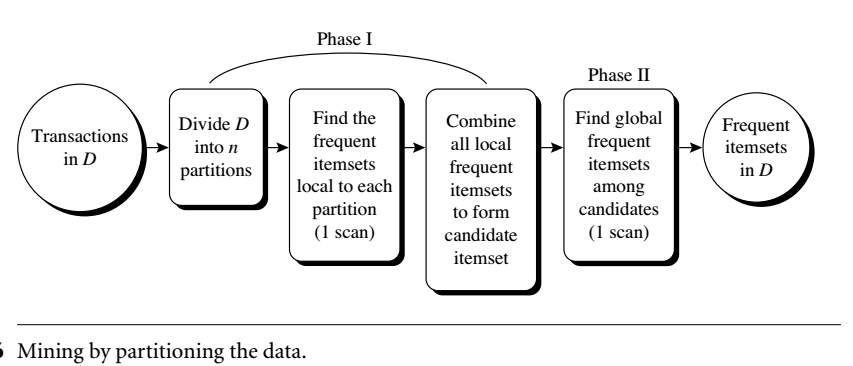 Phase I
Phase II
Transactions
in D
Divide D
into n
partitions
Find the
frequent
itemsets
local to each
partition
(1 scan)
Combine
all local
frequent
itemsets
to form
candidate
itemset
Find global
frequent
itemsets
among
candidates
(1 scan)
Frequent
itemsets
in D
Mining by partitioning the data.